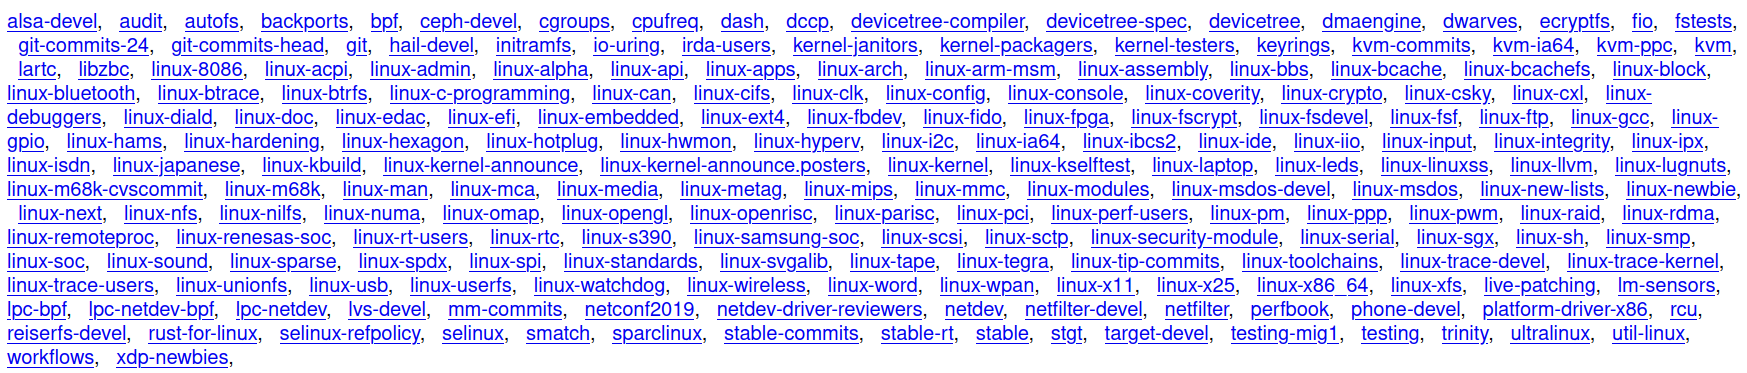 alsa-devel, audit, autofs, backports, bpf, ceph-devel, cgroups, cpufreq, dash, dccp, devicetree-compiler, devicetree-spec, devicetree, dmaengine, dwarves, ecryptfs, fio, fstests,
git-commits-24, git-commits-head, git, hail-devel, initramfs, io-uring, irda-users, kernel-janitors, kernel-packagers, kernel-testers, keyrings, kvm-commits, kvm-ia64, kvm-ppc, kvm,
lartc, libzbc, linux-8086, linux-acpi, linux-admin, linux-alpha, linux-api, linux-apps, linux-arch, linux-arm-msm, linux-assembly, linux-bbs, linux-bcache, linux-bcachefs, linux-block,
linux-bluetooth, linux-btrace, linux-btrfs, linux-c-programming, linux-can, linux-cifs, linux-clk, linux-config, linux-console, linux-coverity, linux-crypto, linux-csky, linux-cxl, linux-
debuggers, linux-diald, linux-doc, linux-edac, linux-efi, linux-embedded, linux-ext4, linux-fbdev, linux-fido, linux-fpga, linux-fscrypt, linux-fsdevel, linux-fsf, linux-ftp, linux-gcc, linux-
gpio, linux-hams, linux-hardening, linux-hexagon, linux-hotplug, linux-hwmon, linux-hyperv, linux-i2c, linux-ia64, linux-ibcs2, linux-ide, linux-iio, linux-input, linux-integrity, linux-ipx,
linux-isdn, linux-japanese, linux-kbuild, linux-kernel-announce, linux-kernel-announce.posters, linux-kernel, linux-kselftest, linux-laptop, linux-leds, linux-linuxss, linux-llvm, linux-lugnuts,
linux-m68k-cvscommit, linux-m68k, linux-man, linux-mca, linux-media, linux-metag, linux-mips, linux-mmc, linux-modules, linux-msdos-devel, linux-msdos, linux-new-lists, linux-newbie,
linux-next, linux-nfs, linux-nilfs, linux-numa, linux-omap, linux-opengl, linux-openrisc, linux-parisc, linux-pci, linux-perf-users, linux-pm, linux-ppp, linux-pwm, linux-raid, linux-rdma,
linux-remoteproc, linux-renesas-soc, linux-rt-users, linux-rtc, linux-s390, linux-samsung-soc, linux-scsi, linux-sctp, linux-security-module, linux-serial, linux-sgx, linux-sh, linux-smp,
linux-soc, linux-sound, linux-sparse, linux-spdx, linux-spi, linux-standards, linux-svgalib, linux-tape, linux-tegra, linux-tip-commits, linux-toolchains, linux-trace-devel, linux-trace-kernel,
linux-trace-users, linux-unionfs, linux-usb, linux-userfs, linux-watchdog, linux-wireless, linux-word, linux-wpan, linux-x11, linux-x25, linux-x86_64, linux-xfs, live-patching, lm-sensors,
lpc-bpf, lpc-netdev-bpf, lpc-netdev, lvs-devel, mm-commits, netconf2019, netdev-driver-reviewers, netdev, netfilter-devel, netfilter, perfbook, phone-devel, platform-driver-x86, rcu,
reiserfs-devel, rust-for-linux, selinux-refpolicy, selinux, smatch, sparclinux, stable-commits, stable-rt, stable, stgt, target-devel, testing-mig1, testing, trinity, ultralinux, util-linux,
workflows, xdp-newbies,